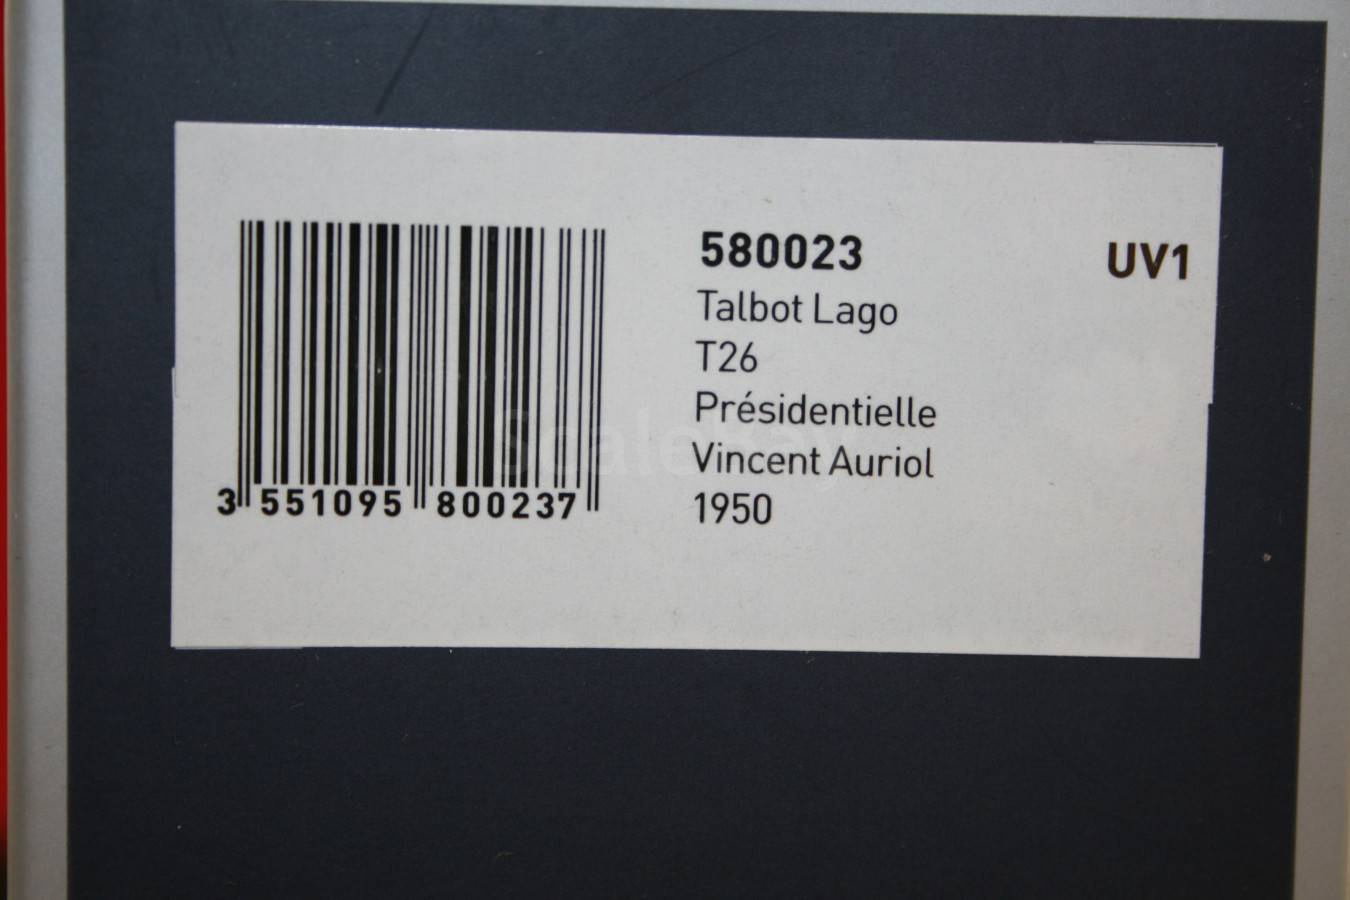 580023
UV1
Talbot Lago
T26
Présidentielle
Vincent Auriol
1950
3 551095 800237